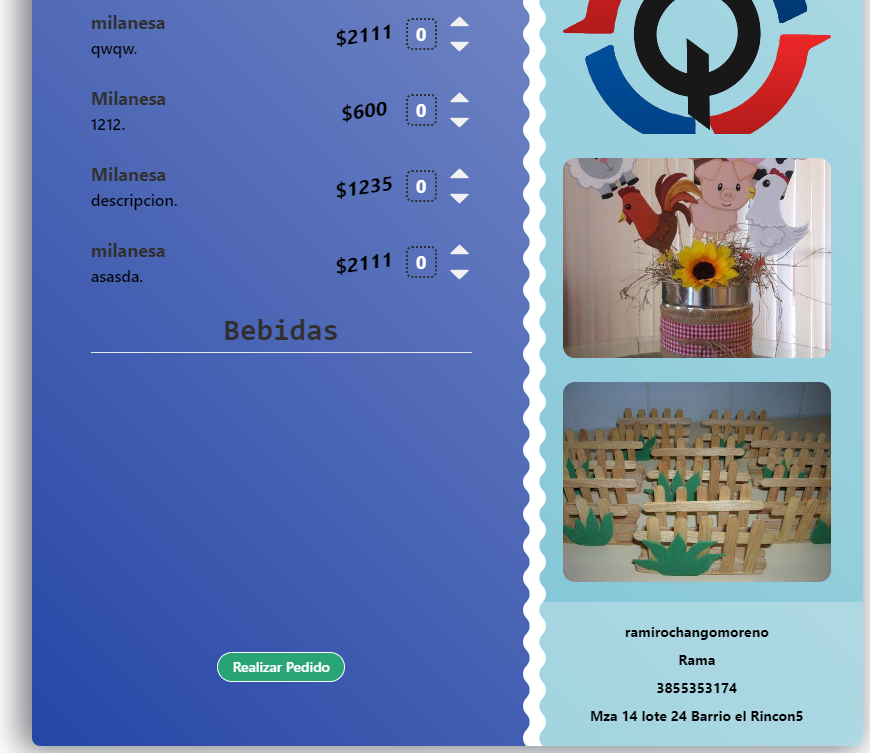 milanesa
qwqw.
$2111 0
Milanesa
1212.
$600 0
Milanesa
descripcion.
$1235 0
milanesa
asasda.
$2111 0
Bebidas
Realizar Pedido
ramirochangomoreno
Rama
3855353174
Mza 14 lote 24 Barrio el Rincon5